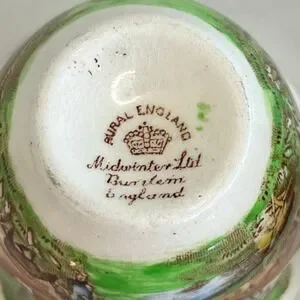 RURAL ENGLAND
Midwinter Ltd
Burslem
England